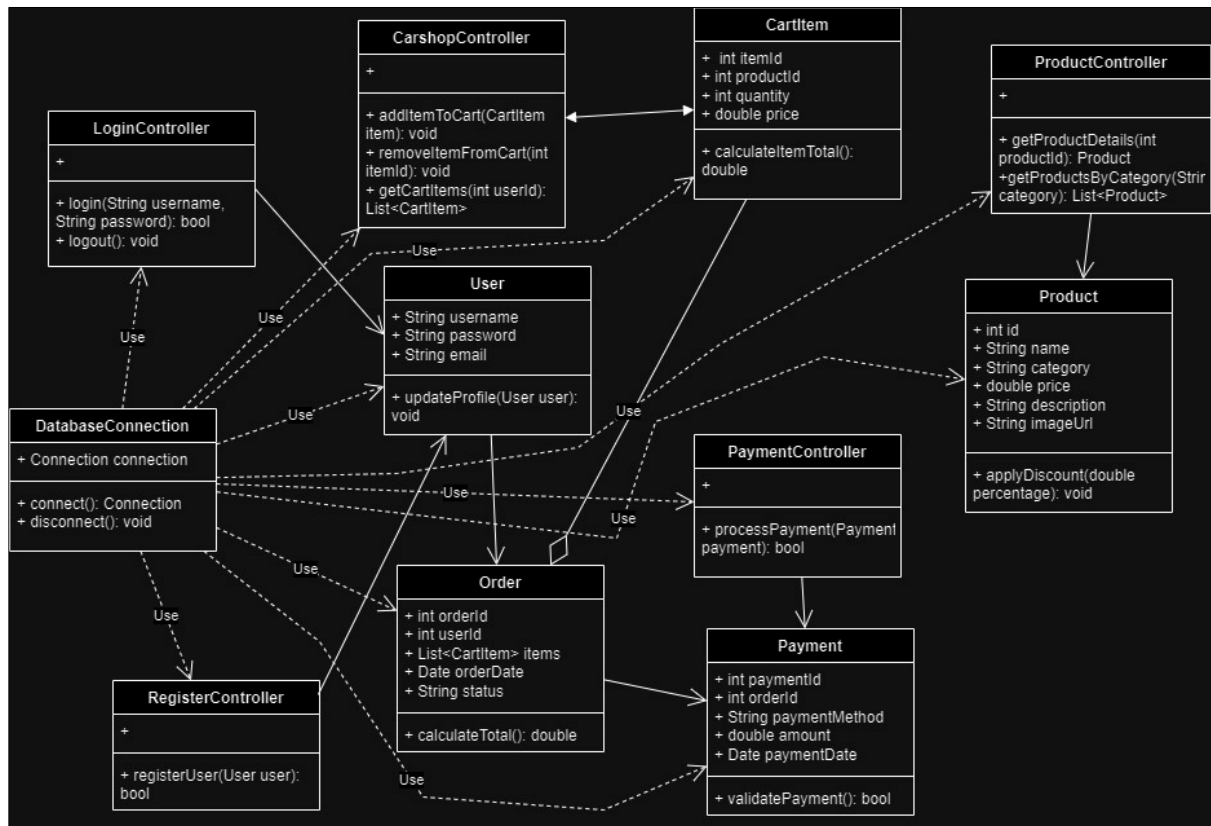 CarshopController
+
+ addItemToCart(CartItem
item): void
+ removeItemFromCart(int
itemId): void
+ getCartItems(int userId):
List<CartItem>
CartItem
+ int itemId
+ int productId
+ int quantity
+ double price
+ calculateItemTotal():
double
ProductController
+
+ getProductDetails(int
productId): Product
+getProductsByCategory(Strir
category): List<Product>
LoginController
+
+ login(String username,
String password): bool
+ logout(): void
User
+ String username
+ String password
+ String email
+ updateProfile(User user):
void
Product
+ int id
+ String name
+ String category
+ double price
+ String description
+ String imageUrl
+ applyDiscount(double
percentage): void
DatabaseConnection
+ Connection connection
+ connect(): Connection
+ disconnect(): void
PaymentController
+
+ processPayment(Payment
payment): bool
Order
+ int orderId
+ int userId
+ List<CartItem> items
+ Date orderDate
+ String status
+ calculateTotal(): double
Payment
+ int paymentId
+ int orderId
+ String paymentMethod
+ double amount
+ Date paymentDate
+ validatePayment(): bool
RegisterController
+
+ registerUser(User user):
bool
Use
Use
Use
Use
Use
Use
Use
Use
Use
Use